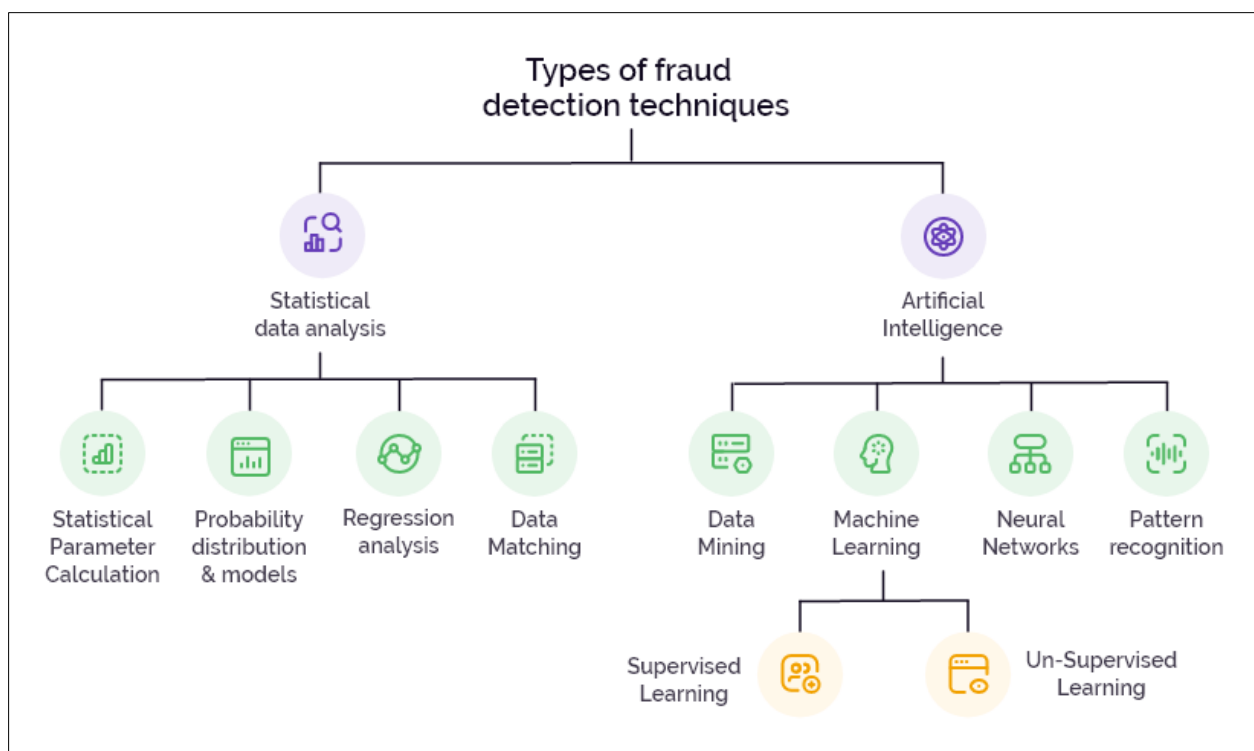 Types of fraud
detection techniques
Statistical
data analysis
Artificial
Intelligence
Statistical
Parameter
Calculation
Probability
distribution
& models
Regression
analysis
Data
Matching
Data
Mining
Machine
Learning
Neural
Networks
Pattern
recognition
Supervised
Learning
Un-Supervised
Learning